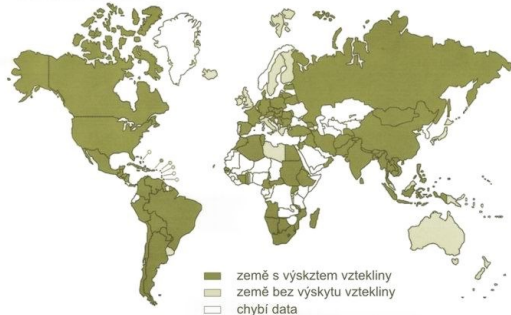 země s výskztem vztekliny
země bez výskytu vztekliny
chybí data